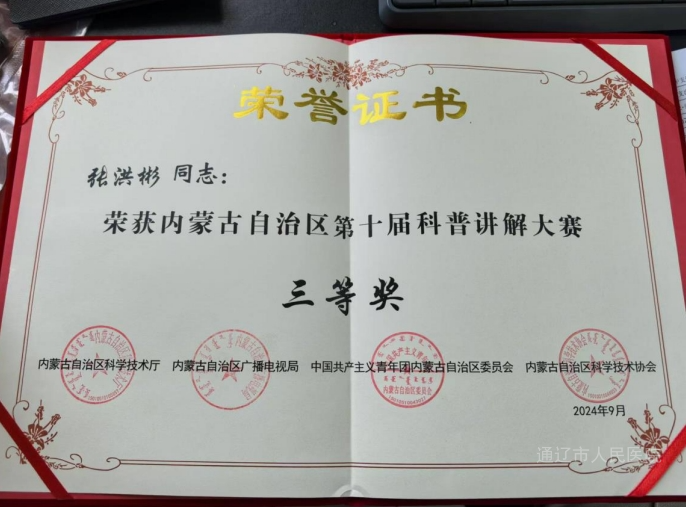 荣誉证书
张洪彬 同志：
荣获内蒙古自治区第十届科普讲解大赛
三等奖
内蒙古自治区科学技术厅 内蒙古自治区广播电视局 中国共产主义青年团内蒙古自治区委员会 内蒙古自治区科学技术协会
2024年9月
通辽市人民医院